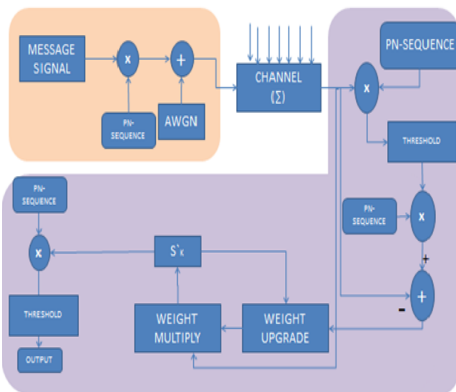 MESSAGE
SIGNAL
x
+
PN-
SEQUENCE
AWGN
CHANNEL
(Σ)
PN-SEQUENCE
x
THRESHOLD
PN-
SEQUENCE
x
+
+
-
PN-
SEQUENCE
x
S'K
THRESHOLD
WEIGHT
MULTIPLY
WEIGHT
UPGRADE
OUTPUT